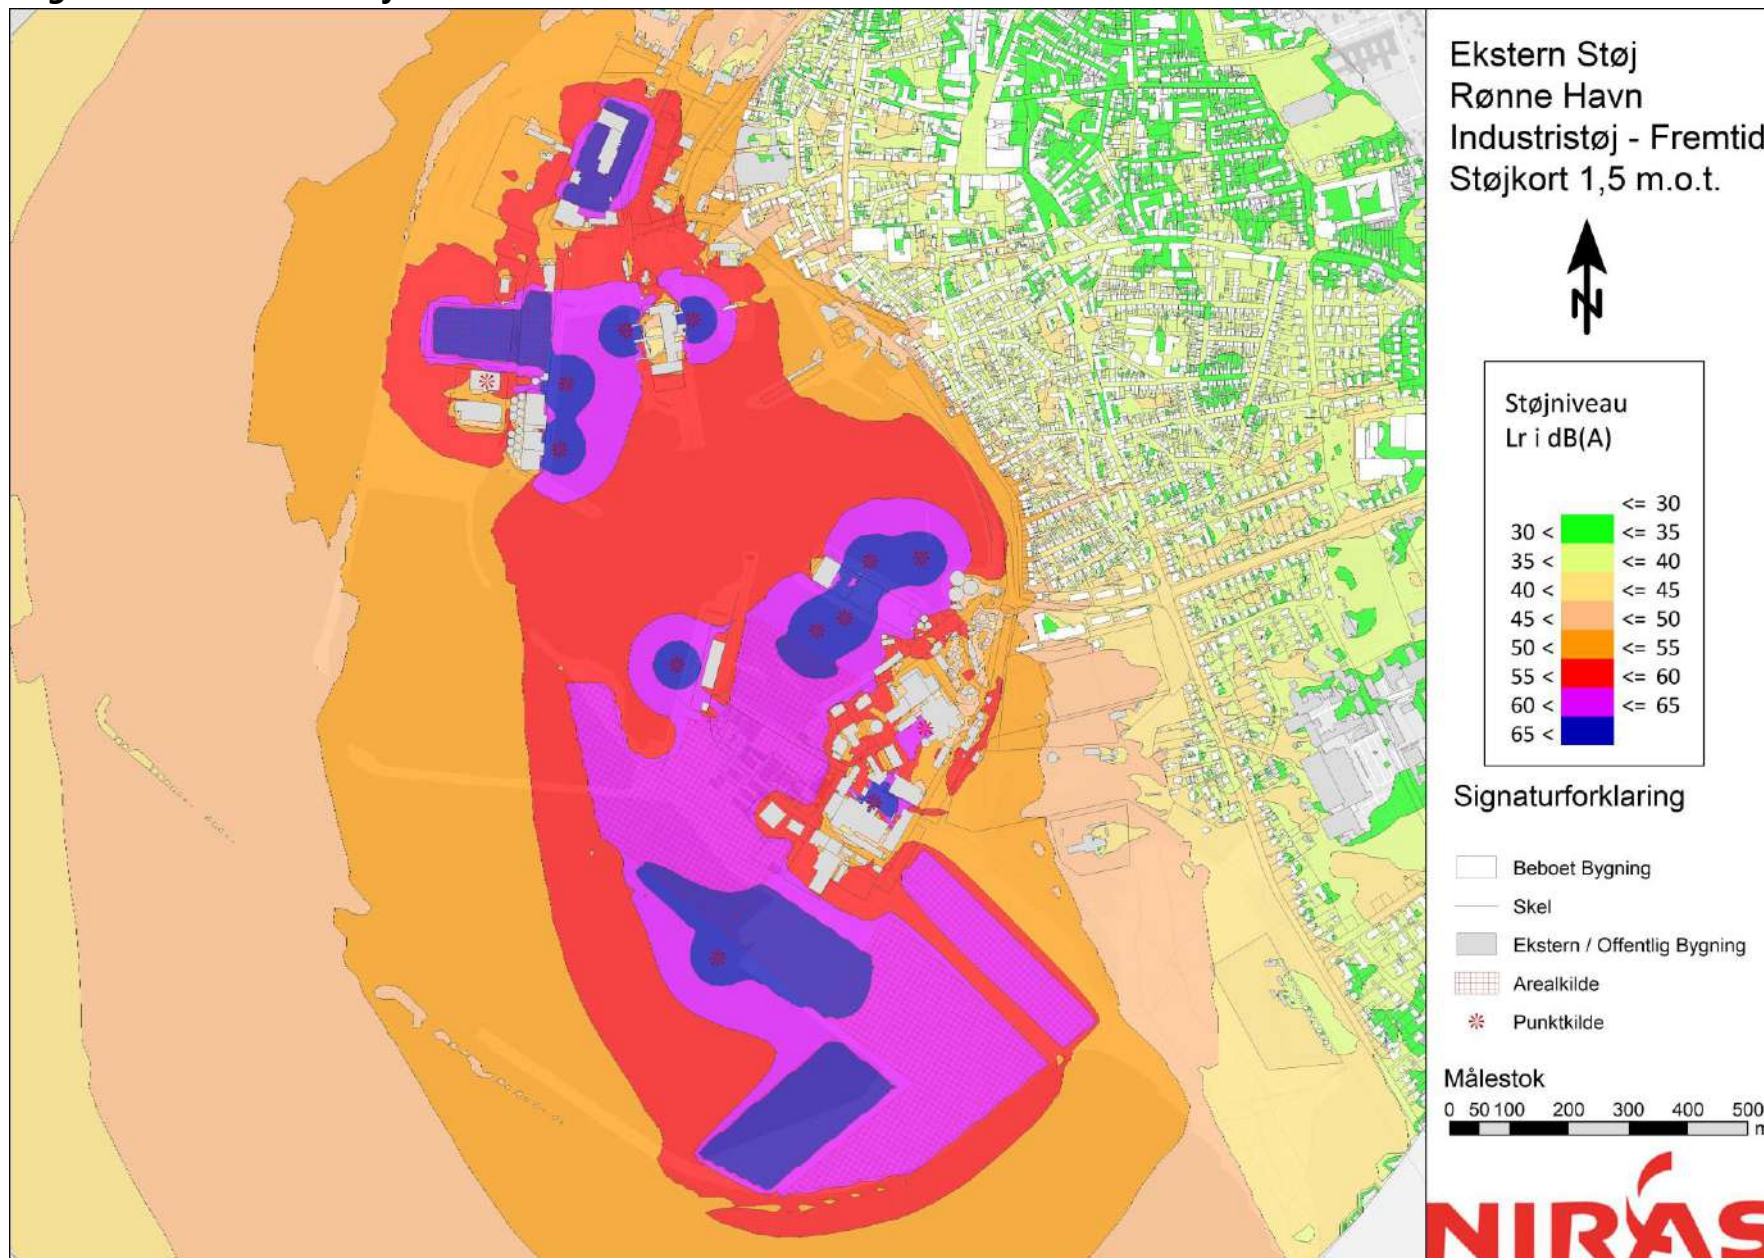 Ekstern Støj
Rønne Havn
Industristøj - Fremtid
Støjkort 1,5 m.o.t.
N
Støjniveau
Lr i dB(A)
<= 30
30 < <= 35
35 < <= 40
40 < <= 45
45 < <= 50
50 < <= 55
55 < <= 60
60 < <= 65
65 <
Signaturforklaring
Beboet Bygning
Skel
Ekstern / Offentlig Bygning
Arealkilde
Punktkilde
Målestok
0 50 100 200 300 400 500
m
NIRAS